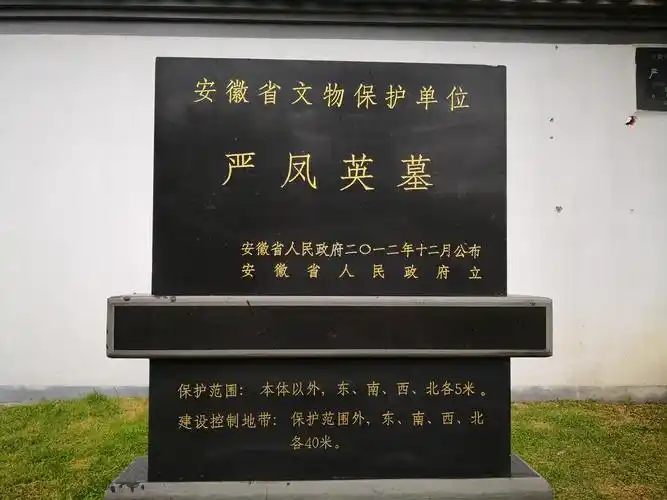 安徽省文物保护单位
严凤英墓
安徽省人民政府二〇一二年十二月公布
安徽省人民政府立
保护范围：本体以外，东、南、西、北各5米。
建设控制地带：保护范围外，东、南、西、北
各40米。
严